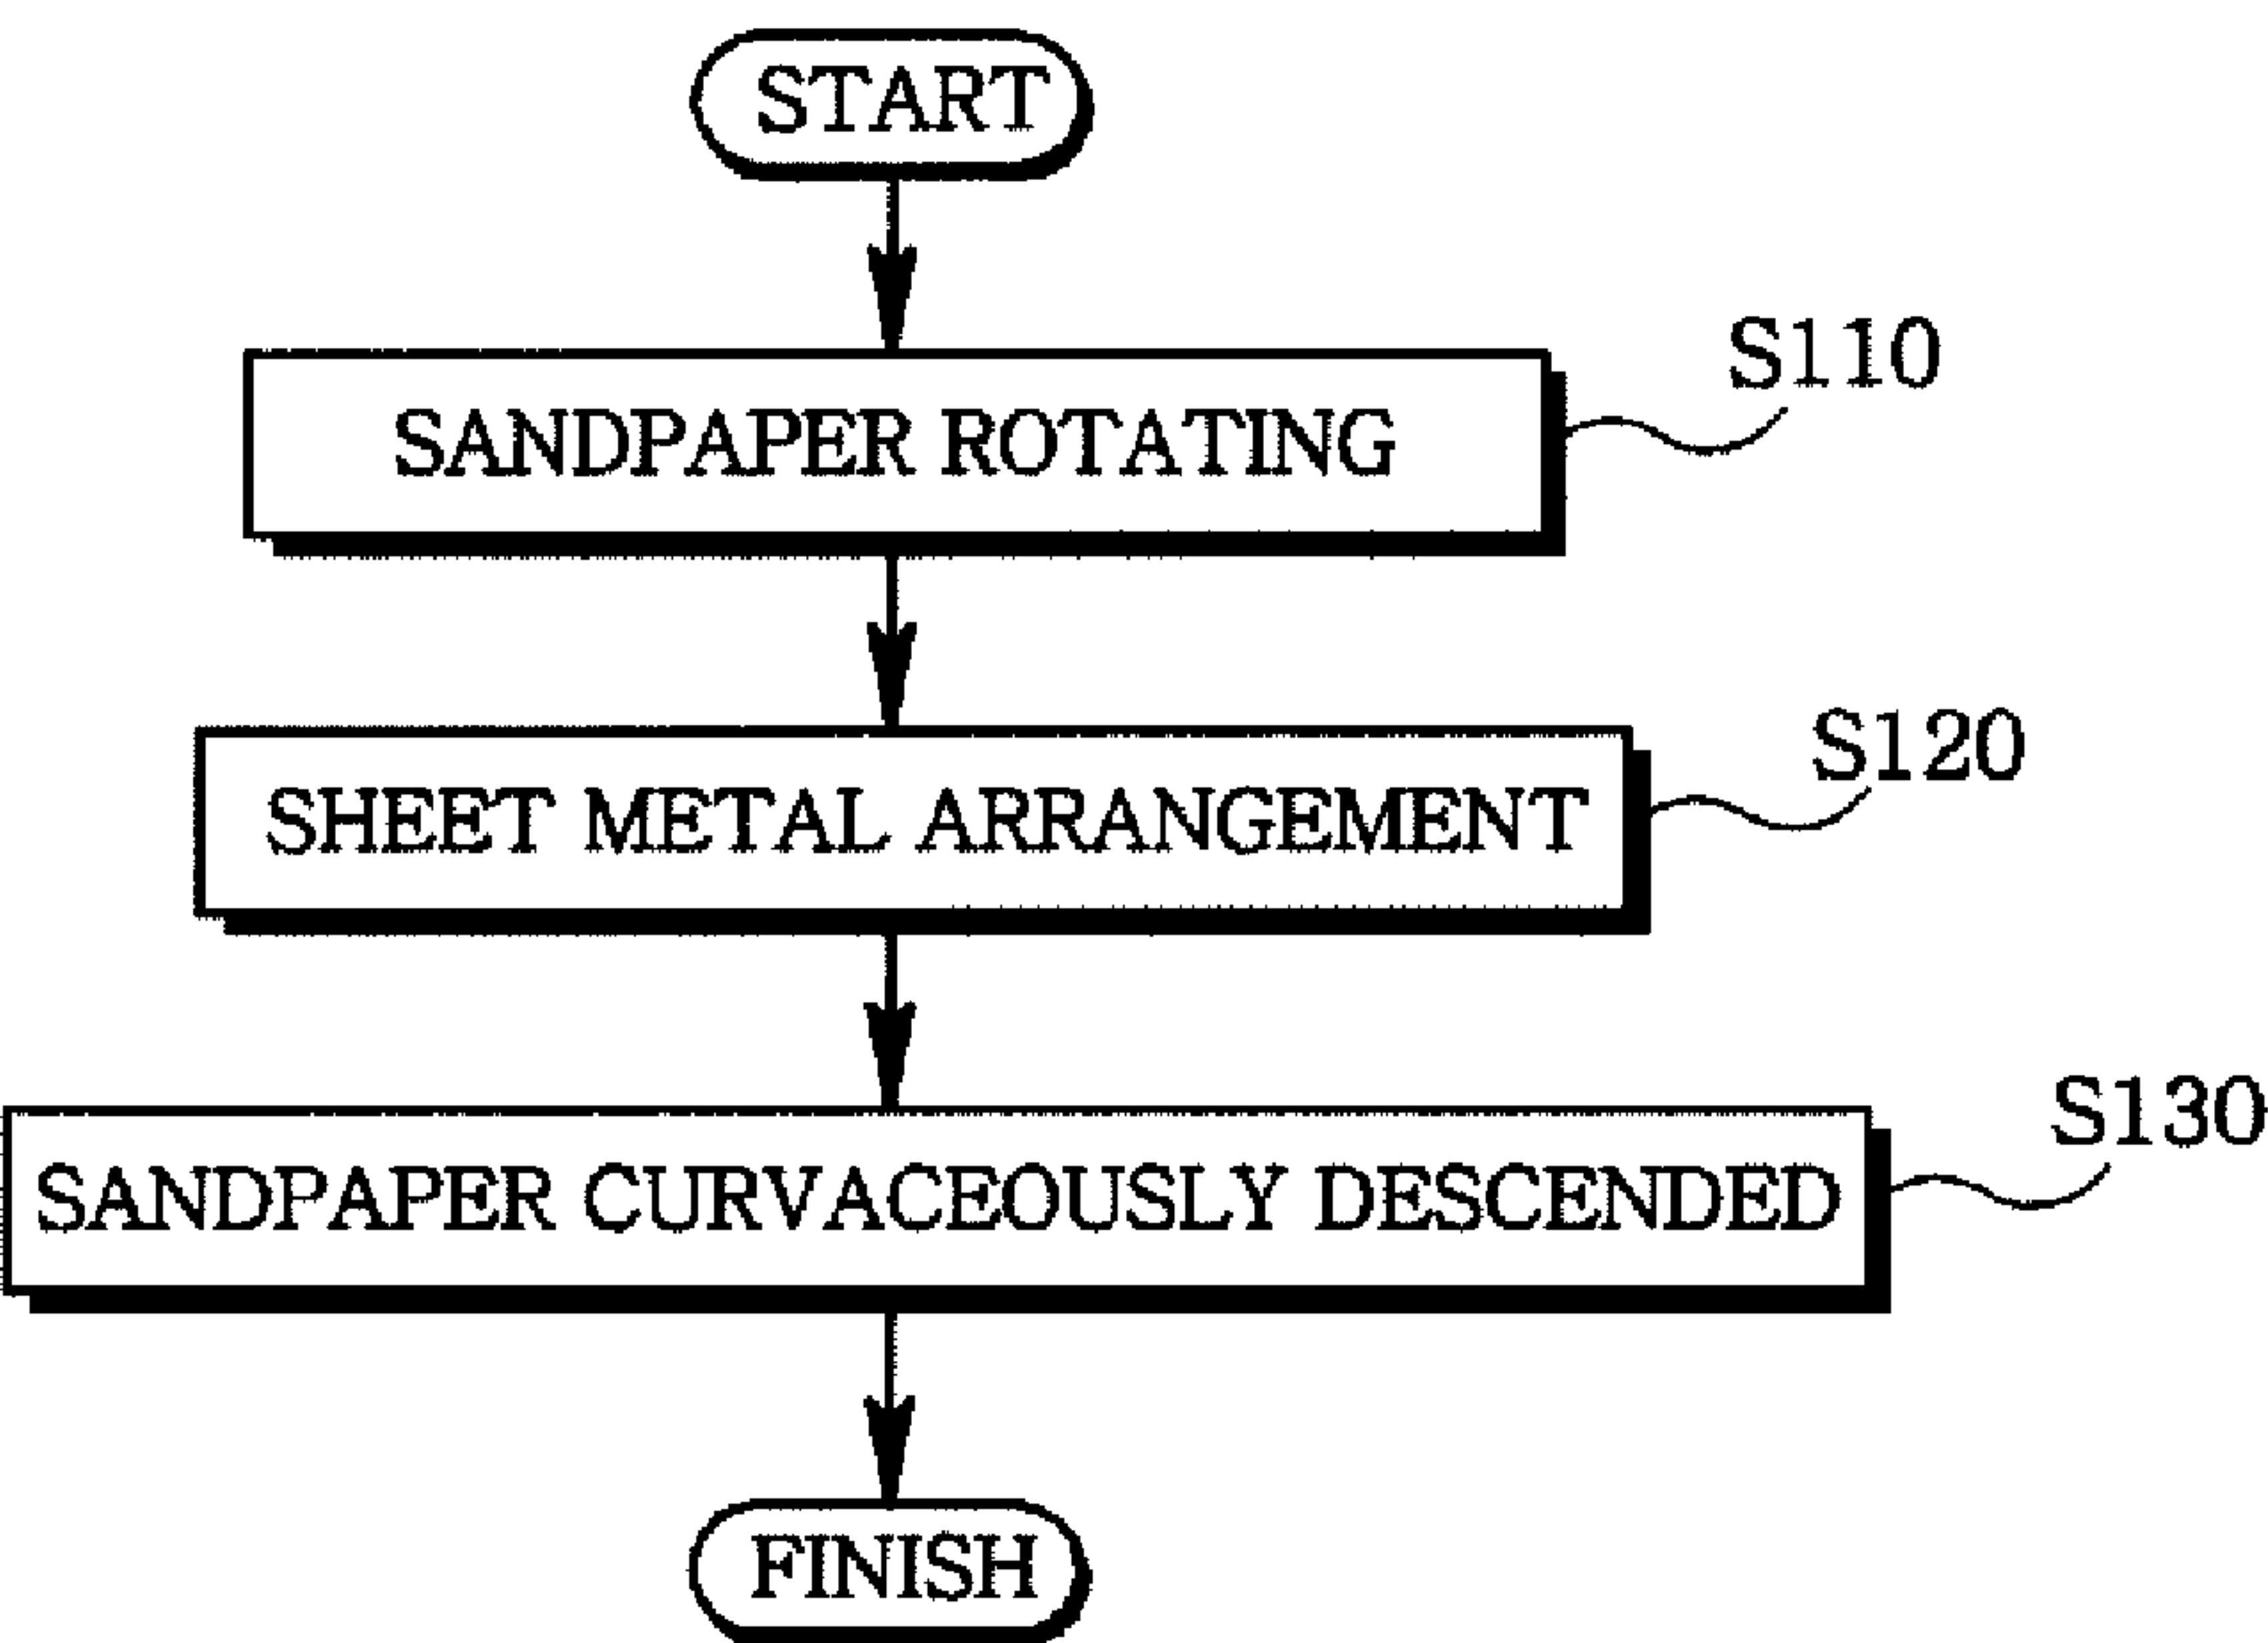 START
S110
SANDPAPER ROTATING
S120
SHEET METAL ARRANGEMENT
S130
SANDPAPER CURVACEOUSLY DESCENDED
FINISH